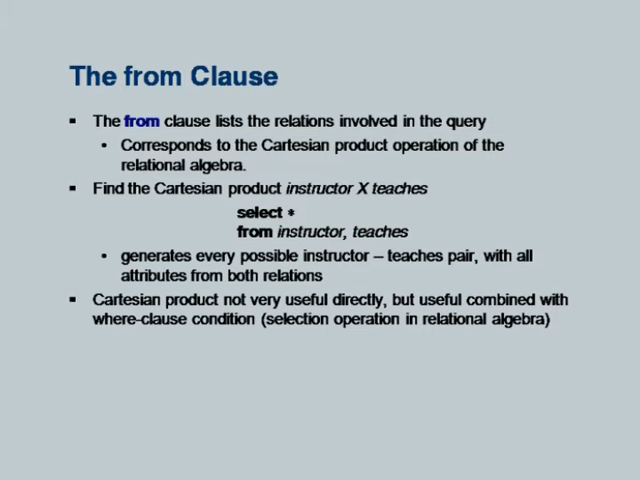 The from Clause
▪ The from clause lists the relations involved in the query
• Corresponds to the Cartesian product operation of the
relational algebra.
▪ Find the Cartesian product instructor X teaches
select *
from instructor, teaches
• generates every possible instructor – teaches pair, with all
attributes from both relations
▪ Cartesian product not very useful directly, but useful combined with
where-clause condition (selection operation in relational algebra)